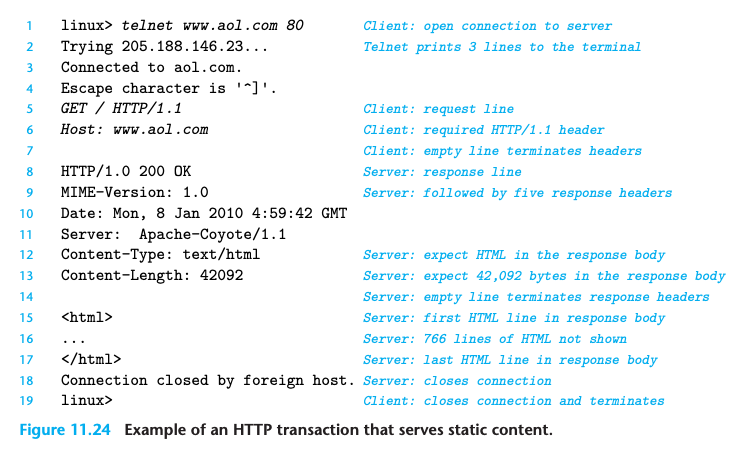 1 linux> telnet www.aol.com 80 Client: open connection to server
2 Trying 205.188.146.23... Telnet prints 3 lines to the terminal
3 Connected to aol.com.
4 Escape character is '^]'.
5 GET / HTTP/1.1 Client: request line
6 Host: www.aol.com Client: required HTTP/1.1 header
7 Client: empty line terminates headers
8 HTTP/1.0 200 OK Server: response line
9 MIME-Version: 1.0 Server: followed by five response headers
10 Date: Mon, 8 Jan 2010 4:59:42 GMT
11 Server: Apache-Coyote/1.1
12 Content-Type: text/html Server: expect HTML in the response body
13 Content-Length: 42092 Server: expect 42,092 bytes in the response body
14 Server: empty line terminates response headers
15 <html> Server: first HTML line in response body
16 ... Server: 766 lines of HTML not shown
17 </html> Server: last HTML line in response body
18 Connection closed by foreign host. Server: closes connection
19 linux> Client: closes connection and terminates
Figure 11.24 Example of an HTTP transaction that serves static content.